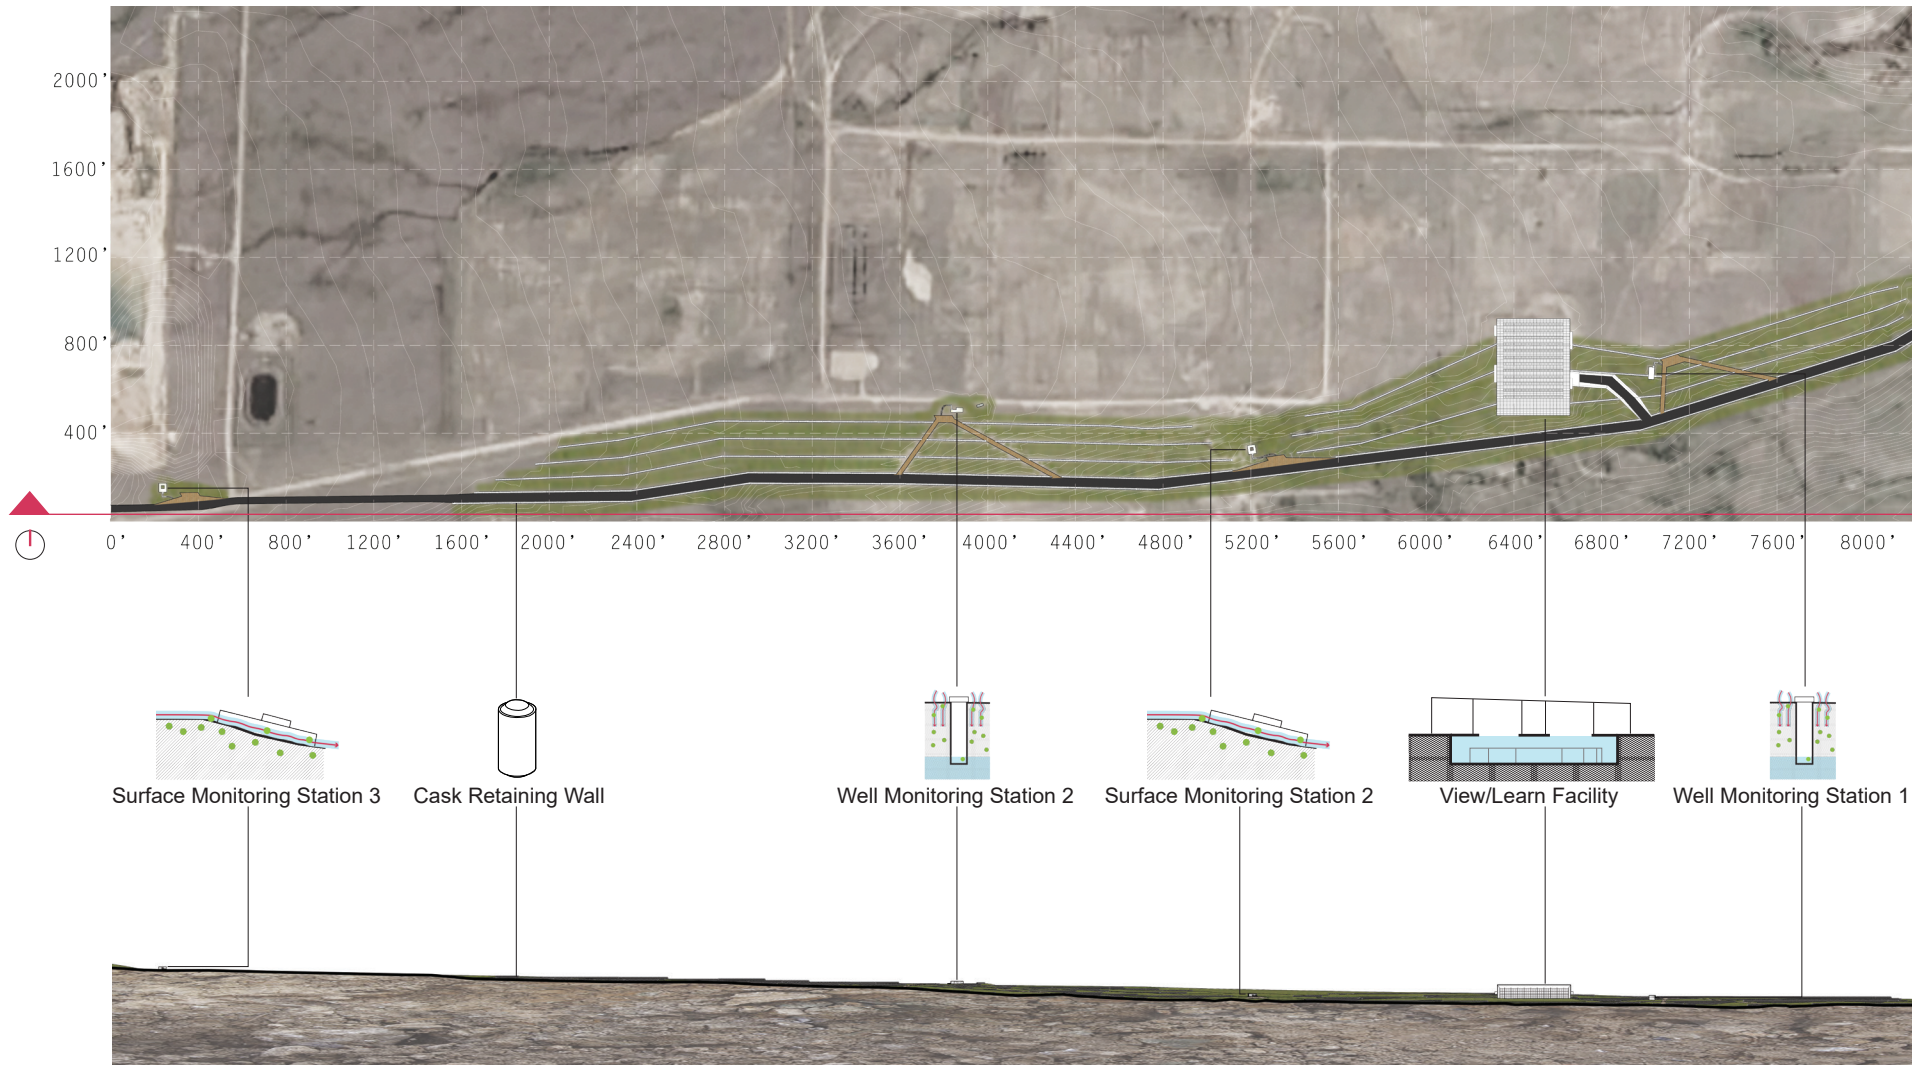 2000'
1600'
1200'
800'
400'
0' 400' 800' 1200' 1600' 2000' 2400' 2800' 3200' 3600' 4000' 4400' 4800' 5200' 5600' 6000' 6400' 6800' 7200' 7600' 8000'
Surface Monitoring Station 3 Cask Retaining Wall Well Monitoring Station 2 Surface Monitoring Station 2 View/Learn Facility Well Monitoring Station 1